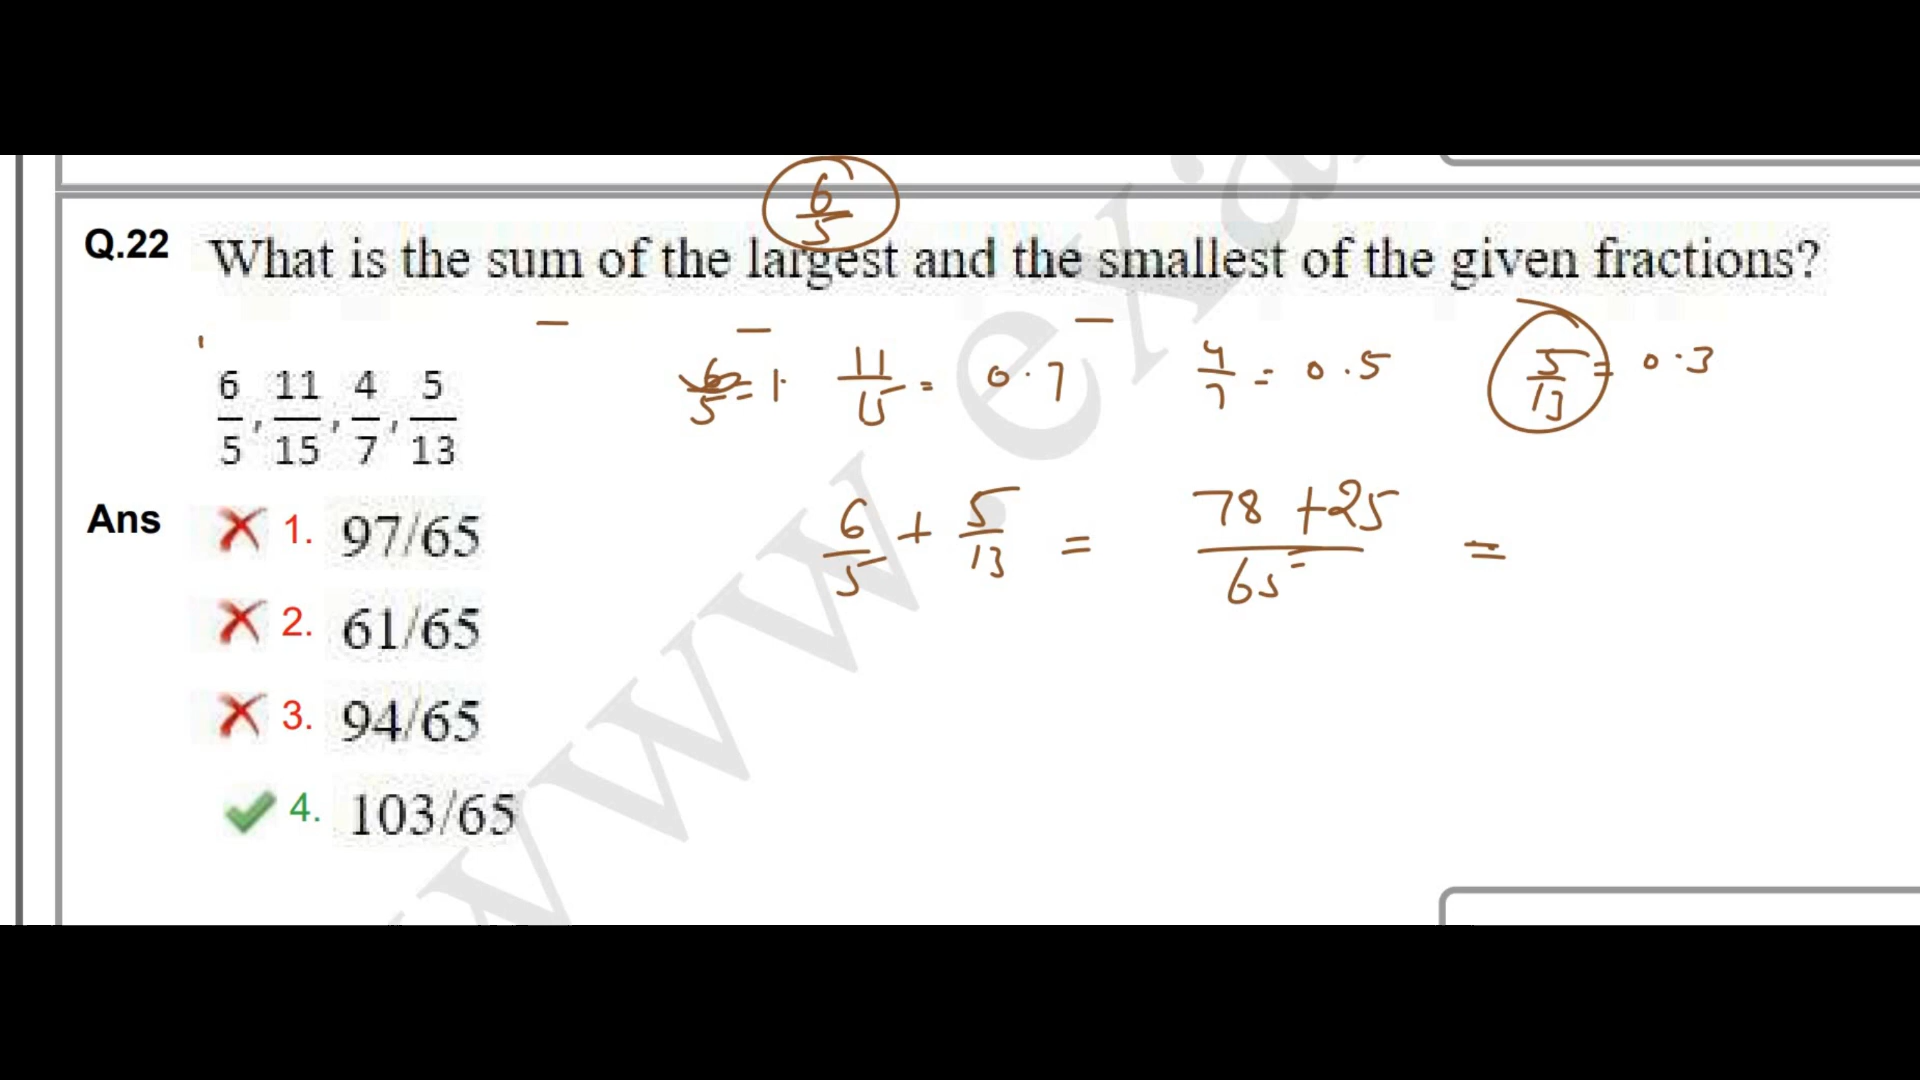 6/5
Q.22 What is the sum of the largest and the smallest of the given fractions?
6/5, 11/15, 4/7, 5/13
6/5 = 1. 11/15 = 0.7 4/7 = 0.5 5/13 = 0.3
Ans 1. 97/65
6/5 + 5/13 = 78 + 25 / 65 =
2. 61/65
3. 94/65
4. 103/65
www.exa